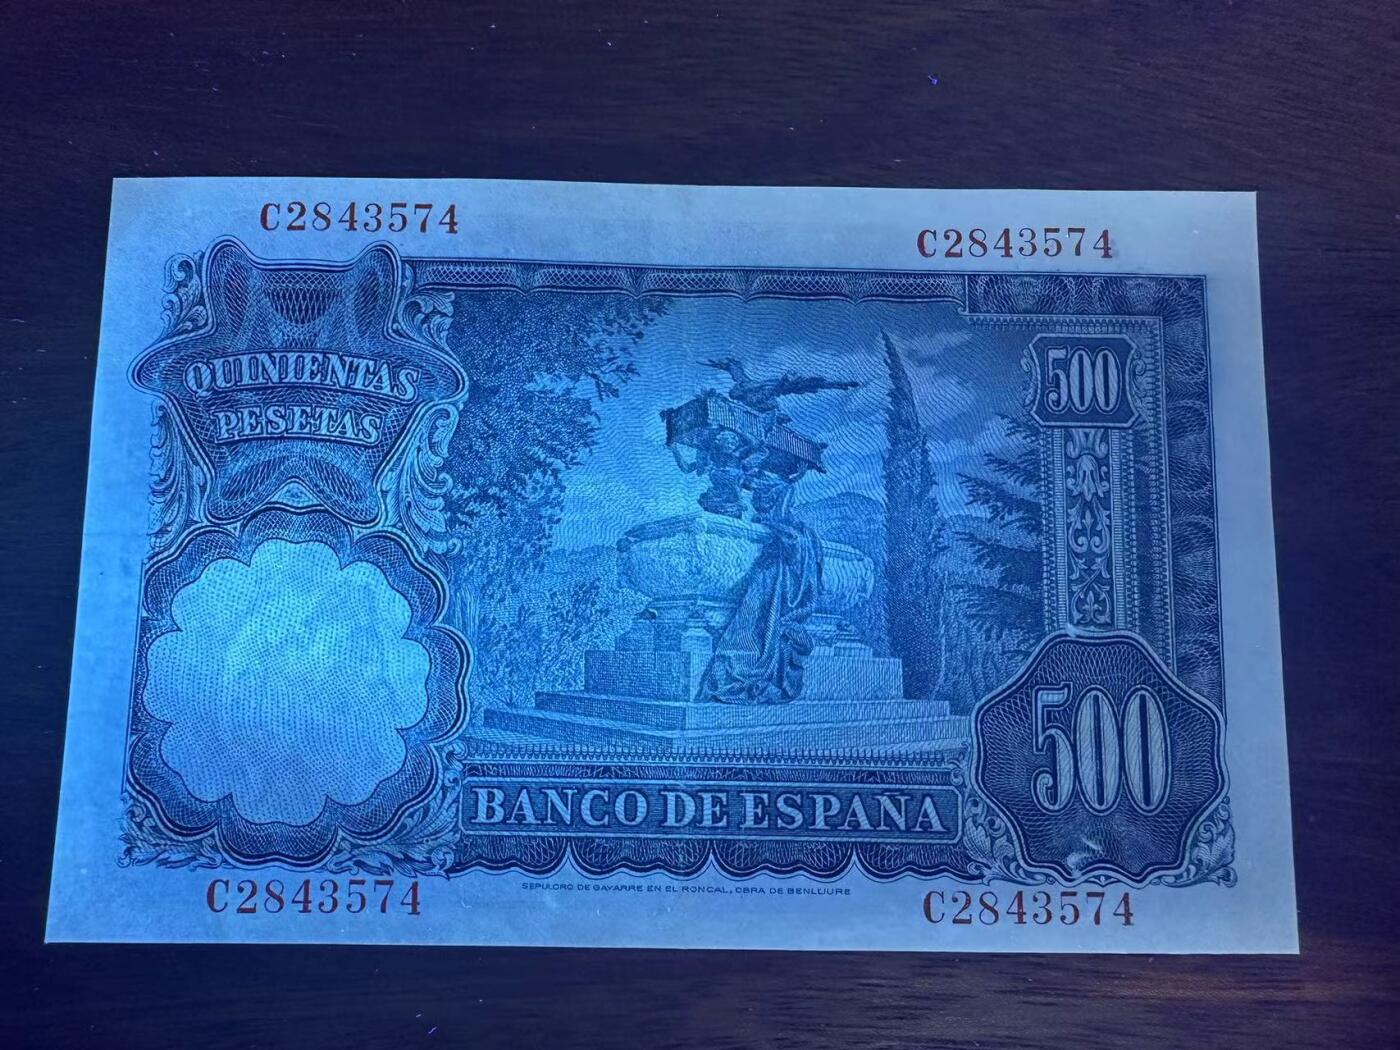 C2843574
C2843574
QUINIENTAS
PESETAS
500
500
BANCO DE ESPAÑA
SEPULCRO DE GAYARRE EN EL RONCAL, OBRA DE BENLLIURE
C2843574
C2843574